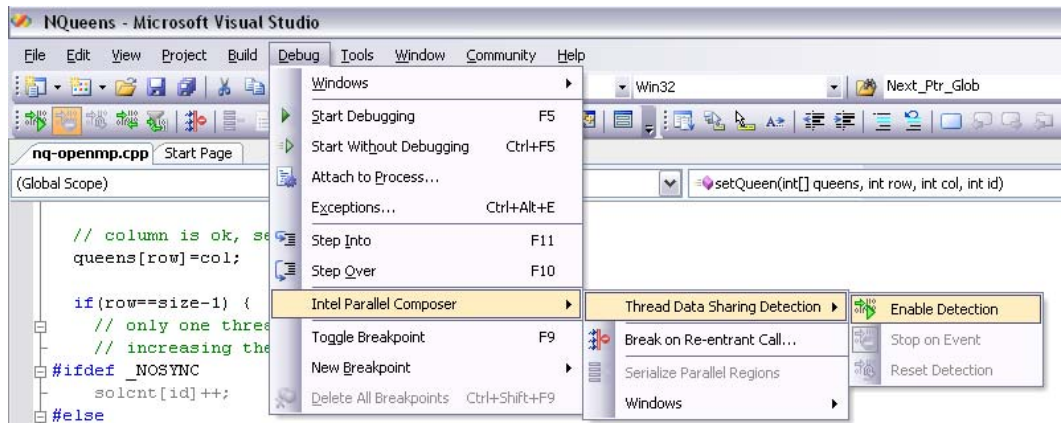 NQueens - Microsoft Visual Studio
File Edit View Project Build Debug Tools Window Community Help
Win32 Next_Ptr_Glob
nq-openmp.cpp Start Page
(Global Scope) setQueen(int[] queens, int row, int col, int id)
Windows
Start Debugging F5
Start Without Debugging Ctrl+F5
Attach to Process...
Exceptions... Ctrl+Alt+E
Step Into F11
Step Over F10
Intel Parallel Composer
Toggle Breakpoint F9
New Breakpoint
Delete All Breakpoints Ctrl+Shift+F9
Thread Data Sharing Detection
Break on Re-entrant Call...
Serialize Parallel Regions
Windows
Enable Detection
Stop on Event
Reset Detection
// column is ok, se
queens[row]=col;
if(row==size-1) {
// only one threa
// increasing the
#ifdef _NOSYNC
solcnt[id]++;
#else